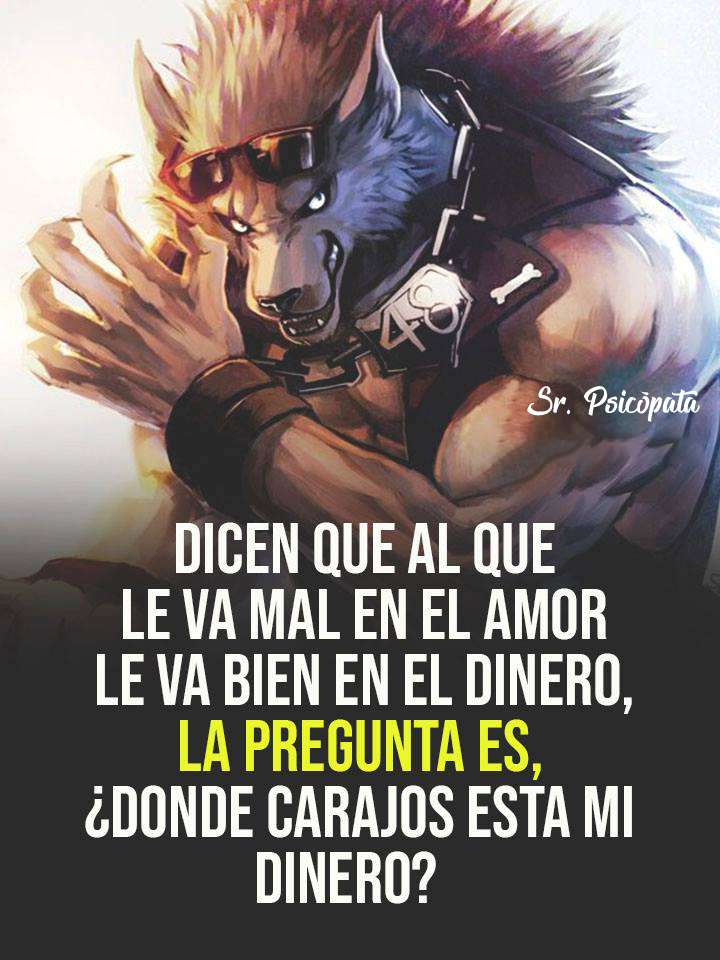 48
Sr. Psicòpata
DICEN QUE AL QUE
LE VA MAL EN EL AMOR
LE VA BIEN EN EL DINERO,
LA PREGUNTA ES,
¿DONDE CARAJOS ESTA MI
DINERO?